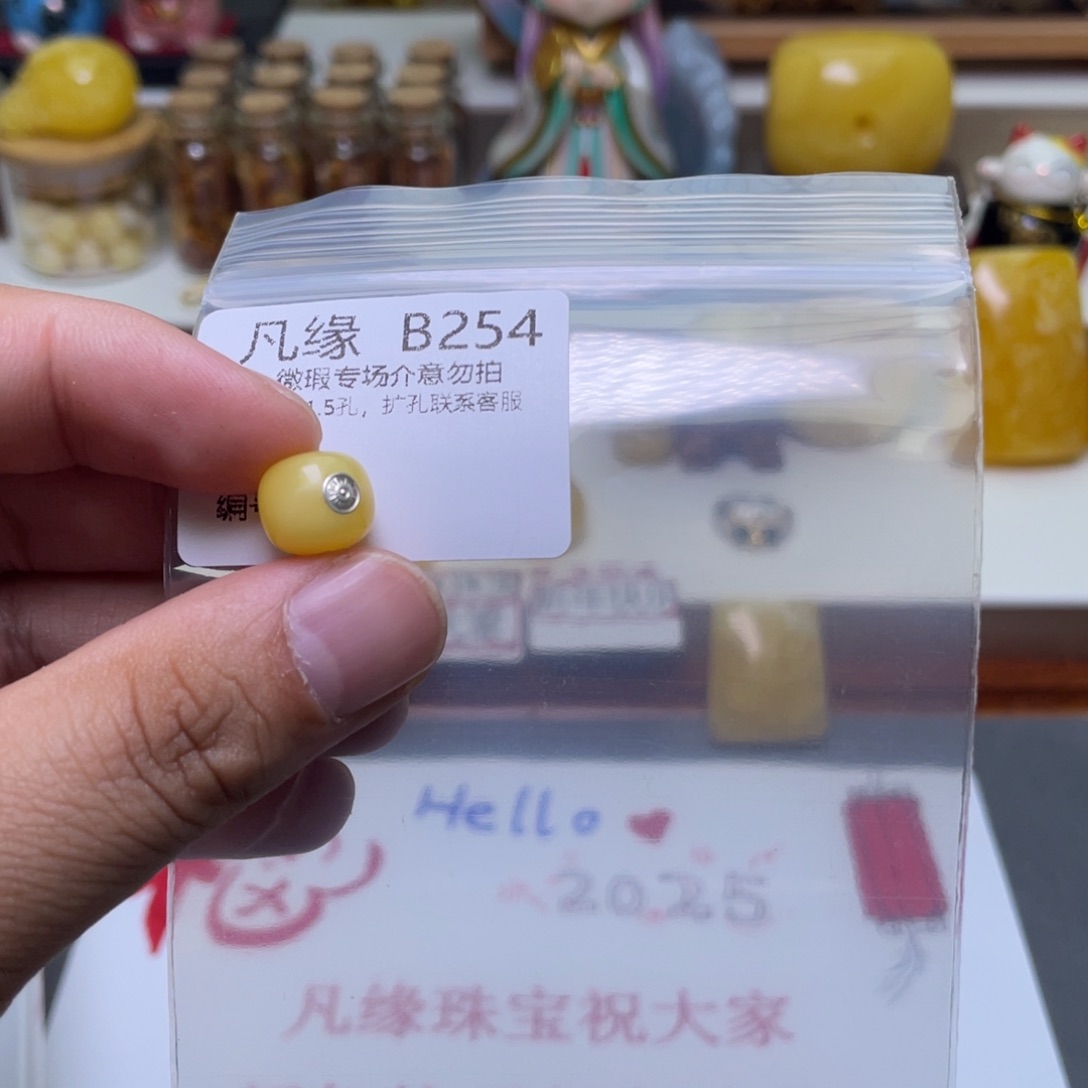 凡缘 B254
微瑕专场介意勿拍
1.5孔，扩孔联系客服
编
Hello
2025
凡缘珠宝祝大家